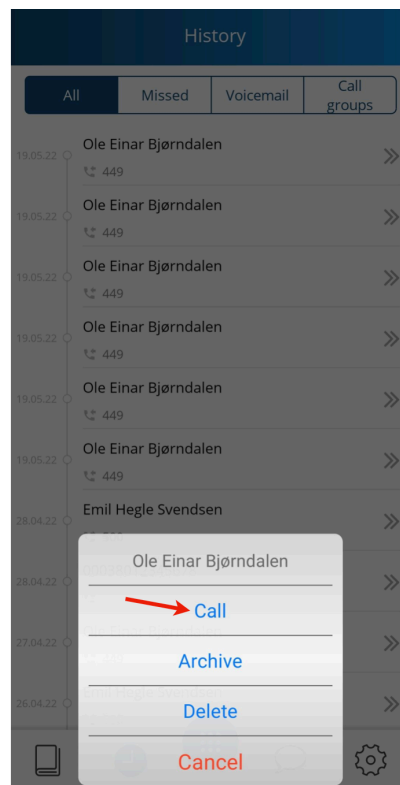 History
All
Missed
Voicemail
Call
groups
Ole Einar Bjørndalen
19.05.22
449
Ole Einar Bjørndalen
19.05.22
449
Ole Einar Bjørndalen
19.05.22
449
Ole Einar Bjørndalen
19.05.22
449
Ole Einar Bjørndalen
19.05.22
449
Ole Einar Bjørndalen
19.05.22
449
Emil Hegle Svendsen
28.04.22
Ole Einar Bjørndalen
28.04.22
Call
27.04.22
Archive
Emil Hegle Svendsen
26.04.22
Delete
Cancel